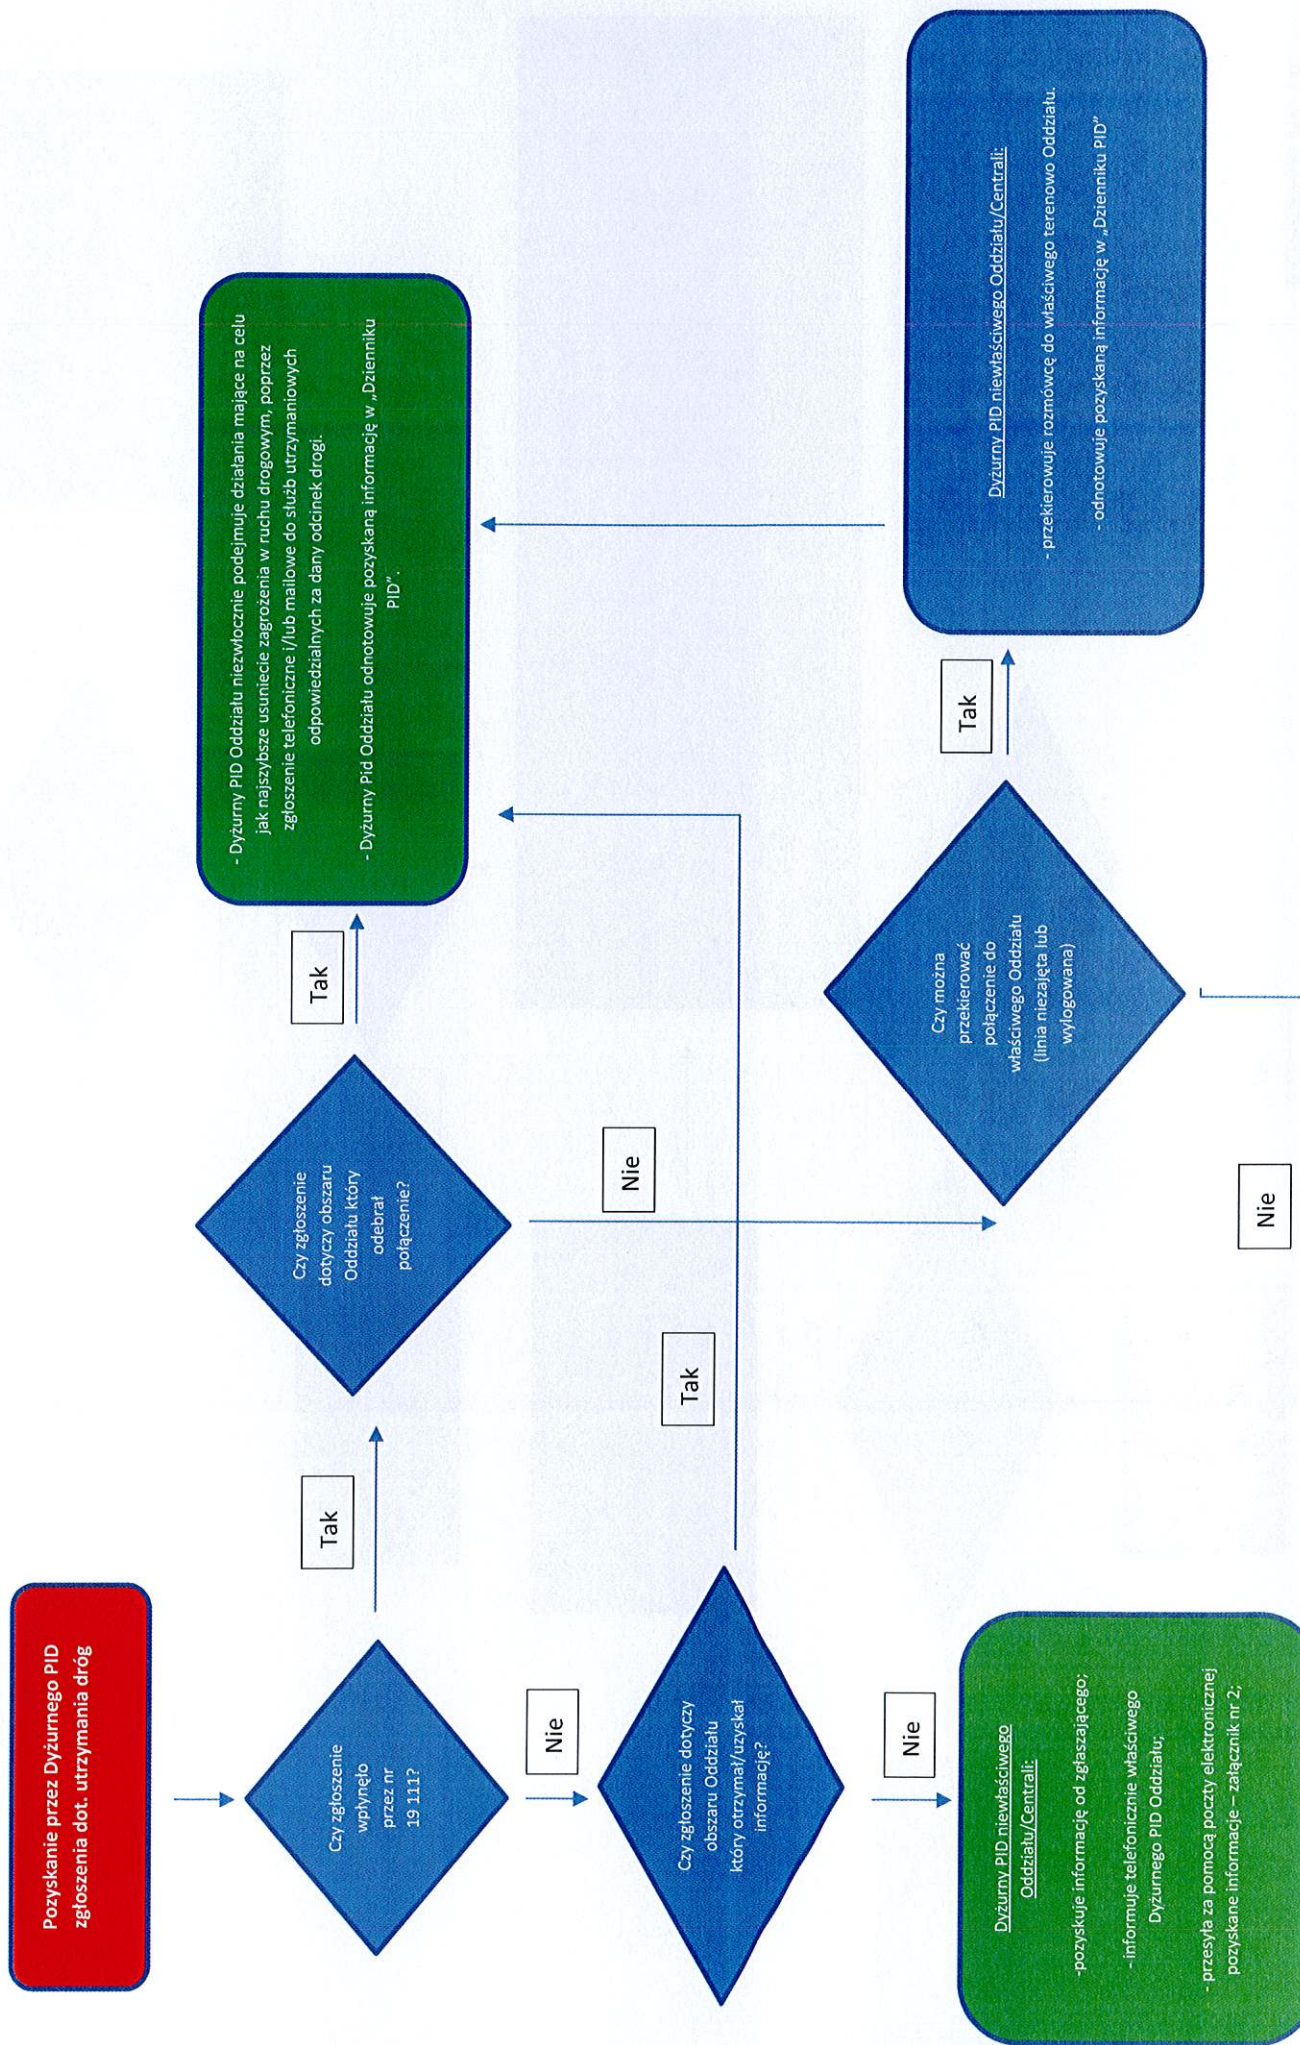 Pozyskanie przez Dyżurnego PID
zgłoszenia dot. utrzymania dróg
Czy zgłoszenie
wpłynęło
przez nr
19 111?
Tak
Czy zgłoszenie
dotyczy obszaru
Oddziału który
odebrał
połączenie?
Tak
- Dyżurny PID Oddziału niezwłocznie podejmuje działania mające na celu
jak najszybsze usuniecie zagrożenia w ruchu drogowym, poprzez
zgłoszenie telefoniczne i/lub mailowe do służb utrzymaniowych
odpowiedzialnych za dany odcinek drogi.
- Dyżurny Pid Oddziału odnotowuje pozyskaną informację w „Dzienniku
PID”.
Nie
Nie
Czy zgłoszenie dotyczy
obszaru Oddziału
który otrzymał/uzyskał
informację?
Tak
Nie
Dyżurny PID niewłaściwego
Oddziału/Centrali:
-pozyskuje informację od zgłaszającego;
-informuje telefonicznie właściwego
Dyżurnego PID Oddziału;
- przesyła za pomocą poczty elektronicznej
pozyskane informacje – załącznik nr 2;
Czy można
przekierować
połączenie do
właściwego Oddziału
(linia niezajęta lub
wylogowana)
Tak
Dyżurny PID niewłaściwego Oddziału/Centrali:
- przekierowuje rozmówcę do właściwego terenowo Oddziału.
- odnotowuje pozyskaną informację w „Dzienniku PID”
Nie